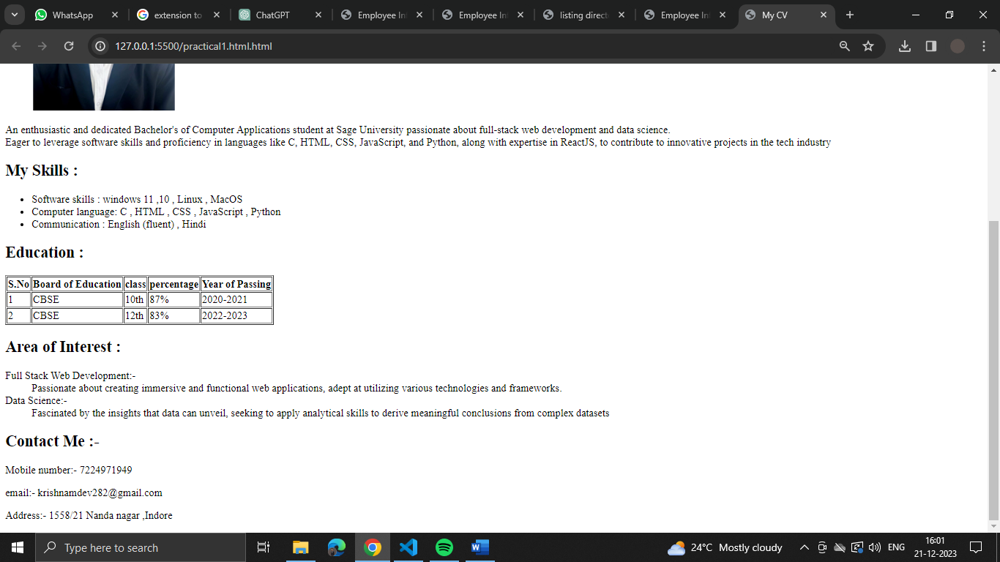 WhatsApp
extension to
ChatGPT
Employee In
Employee In
listing direct
Employee In
My CV
127.0.0.1:5500/practical1.html.html
An enthusiastic and dedicated Bachelor's of Computer Applications student at Sage University passionate about full-stack web development and data science.
Eager to leverage software skills and proficiency in languages like C, HTML, CSS, JavaScript, and Python, along with expertise in ReactJS, to contribute to innovative projects in the tech industry
My Skills :
• Software skills : windows 11 ,10 , Linux , MacOS
• Computer language: C , HTML , CSS , JavaScript , Python
• Communication : English (fluent) , Hindi
Education :
S.No Board of Education class percentage Year of Passing
1 CBSE 10th 87% 2020-2021
2 CBSE 12th 83% 2022-2023
Area of Interest :
Full Stack Web Development:-
Passionate about creating immersive and functional web applications, adept at utilizing various technologies and frameworks.
Data Science:-
Fascinated by the insights that data can unveil, seeking to apply analytical skills to derive meaningful conclusions from complex datasets
Contact Me :-
Mobile number:- 7224971949
email:- krishnamdev282@gmail.com
Address:- 1558/21 Nanda nagar ,Indore
Type here to search
24°C Mostly cloudy
ENG
16:01
21-12-2023